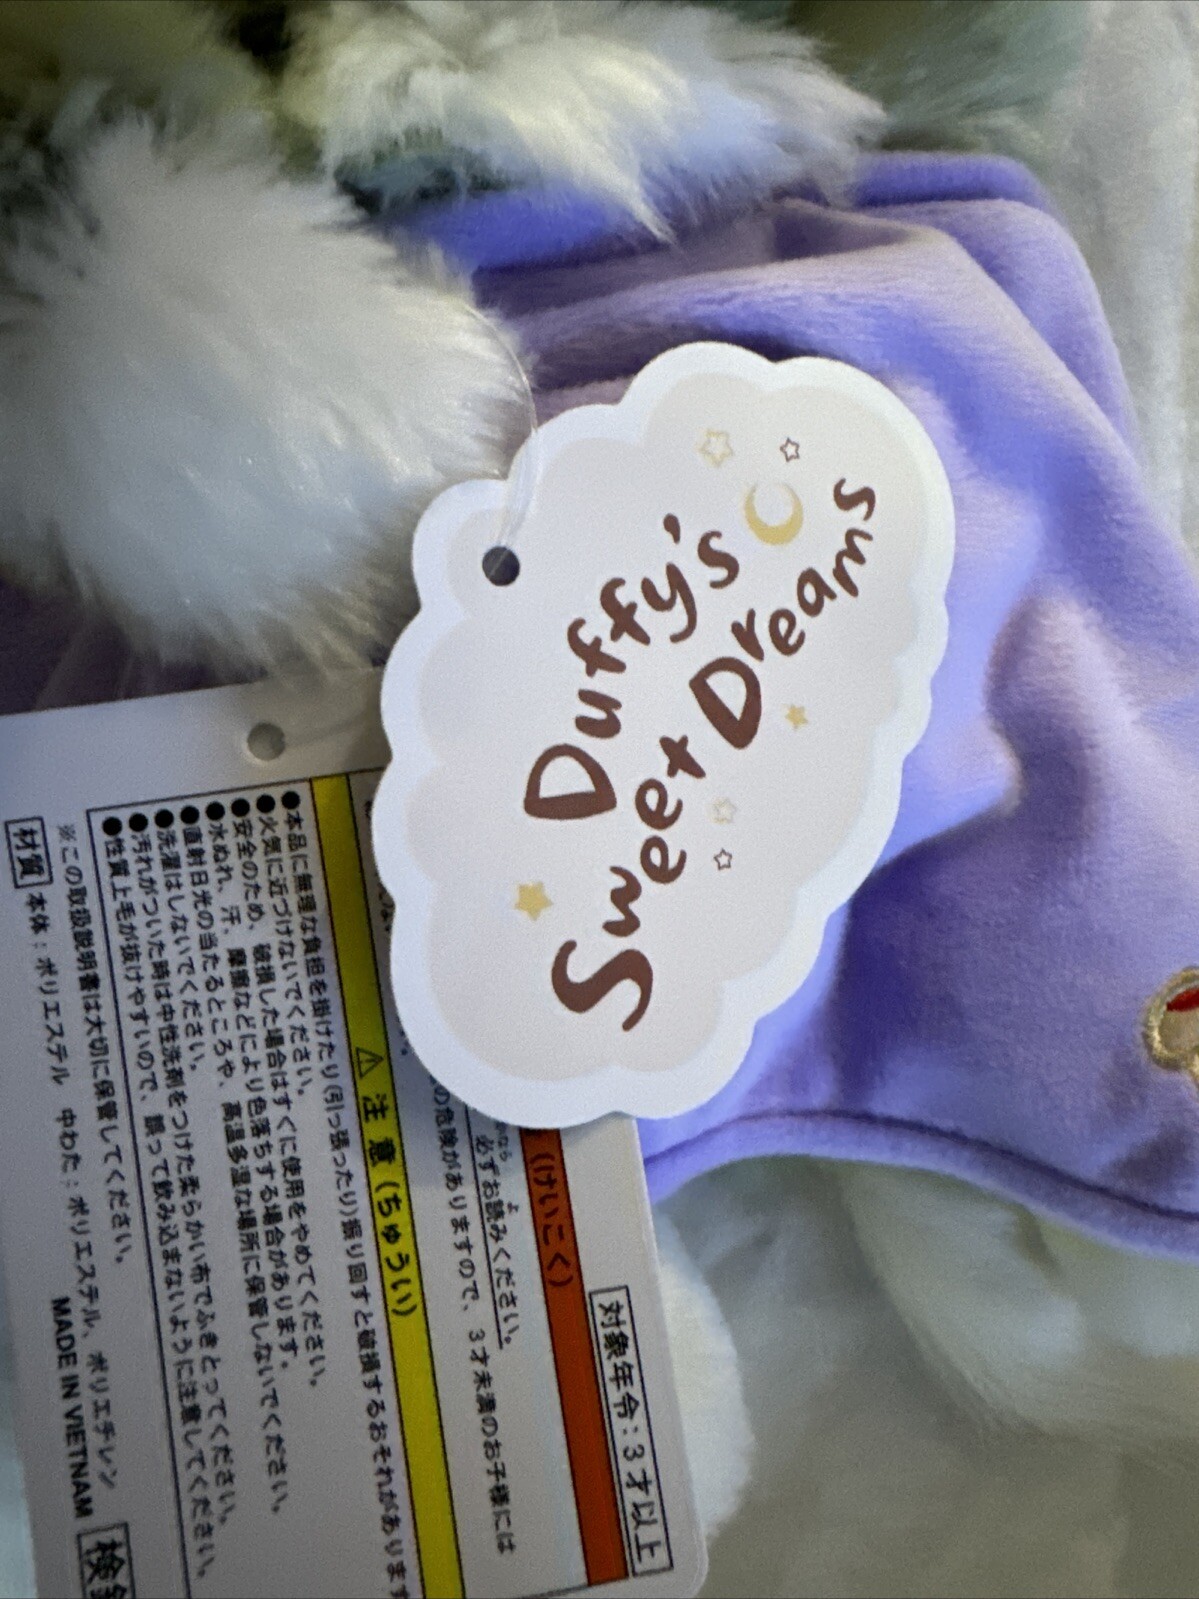 Duffy's
Sweet Dreams
対象年令:3才以上
(けいこく)
必ずお読みください。
の危険がありますので、3才未満のお子様には
⚠ 注意(ちゅうい)
●本品に無理な負担を掛けたり(引っ張ったり)振り回すと破損するおそれがあります
●火気に近づけないでください。
●安全のため、破損した場合はすぐに使用をやめてください。
●水ぬれ、汗、摩擦などにより色落ちする場合があります。
●直射日光の当たるところや、高温多湿な場所に保管しないでください。
●洗濯はしないでください。
●汚れがついた時は中性洗剤をつけた柔らかい布でふきとってください。
●性質上毛が抜けやすいので、誤って飲み込まないように注意してください。
※この取扱説明書は大切に保管してください。
材質 本体:ポリエステル 中わた:ポリエステル、ポリエチレン
MADE IN VIETNAM
検